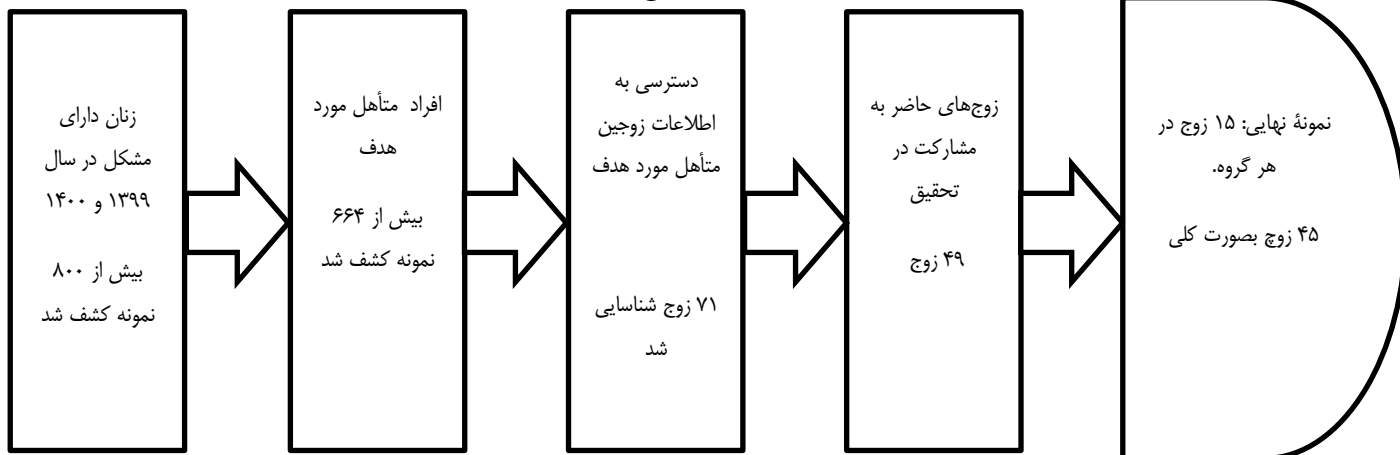 زنان دارای
مشکل در سال
۱۳۹۹ و ۱۴۰۰
بیش از ۸۰۰
نمونه کشف شد
افراد متأهل مورد
هدف
بیش از ۶۶۴
نمونه کشف شد
دسترسی به
اطلاعات زوجین
متأهل مورد هدف
۷۱ زوج شناسایی
شد
زوج‌های حاضر به
مشارکت در
تحقیق
۴۹ زوج
نمونۀ نهایی: ۱۵ زوج در
هر گروه.
۴۵ زوچ بصورت کلی